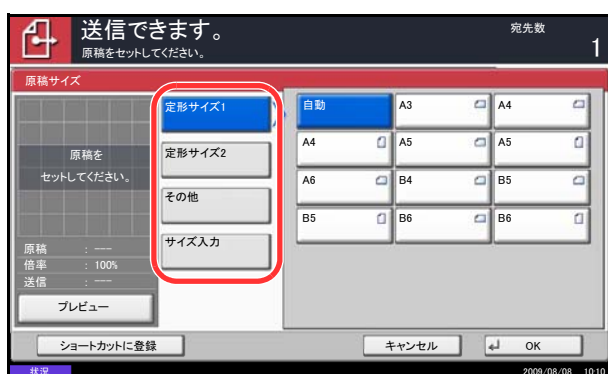 送信できます。
原稿をセットしてください。
宛先数
1
原稿サイズ
原稿を
セットしてください。
原稿 : ---
倍率 : 100%
送信 : ---
プレビュー
定形サイズ1
定形サイズ2
その他
サイズ入力
自動 A3 A4
A4 A5 A5
A6 B4 B5
B5 B6 B6
ショートカットに登録
キャンセル
OK
状況
2009/08/08 10:10